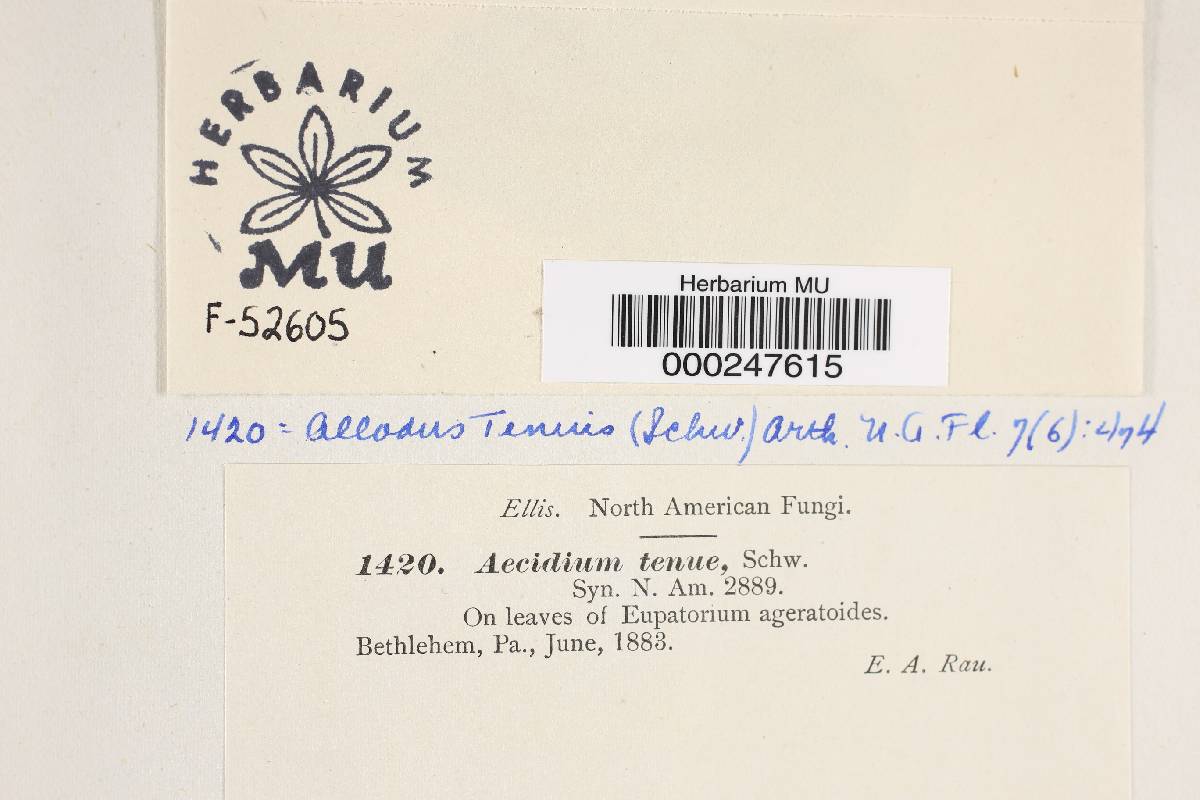 HERBARIUM
MU
F-52605
Herbarium MU
000247615
1420 = Allodus Tenuis (Schw.) Arth. N.A.Fl. 7(6):474
Ellis. North American Fungi.
1420. Aecidium tenue, Schw.
Syn. N. Am. 2889.
On leaves of Eupatorium ageratoides.
Bethlehem, Pa., June, 1883.
E. A. Rau.